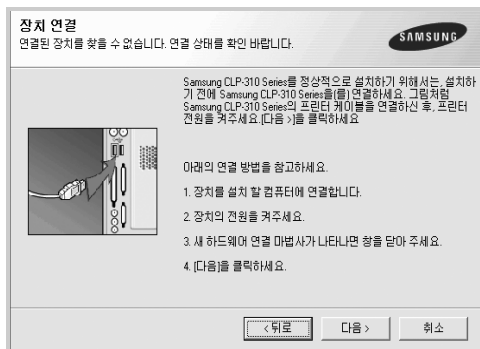 장치 연결
연결된 장치를 찾을 수 없습니다. 연결 상태를 확인 바랍니다.
SAMSUNG
Samsung CLP-310 Series를 정상적으로 설치하기 위해서는, 설치하
기 전에 Samsung CLP-310 Series을(를) 연결하세요. 그림처럼
Samsung CLP-310 Series의 프린터 케이블을 연결하신 후, 프린터
전원을 켜주세요.[다음 >]을 클릭하세요
아래의 연결 방법을 참고하세요.
1. 장치를 설치 할 컴퓨터에 연결합니다.
2. 장치의 전원을 켜주세요.
3. 새 하드웨어 연결 마법사가 나타나면 창을 닫아 주세요.
4. [다음]을 클릭하세요.
< 뒤로 다음 > 취소